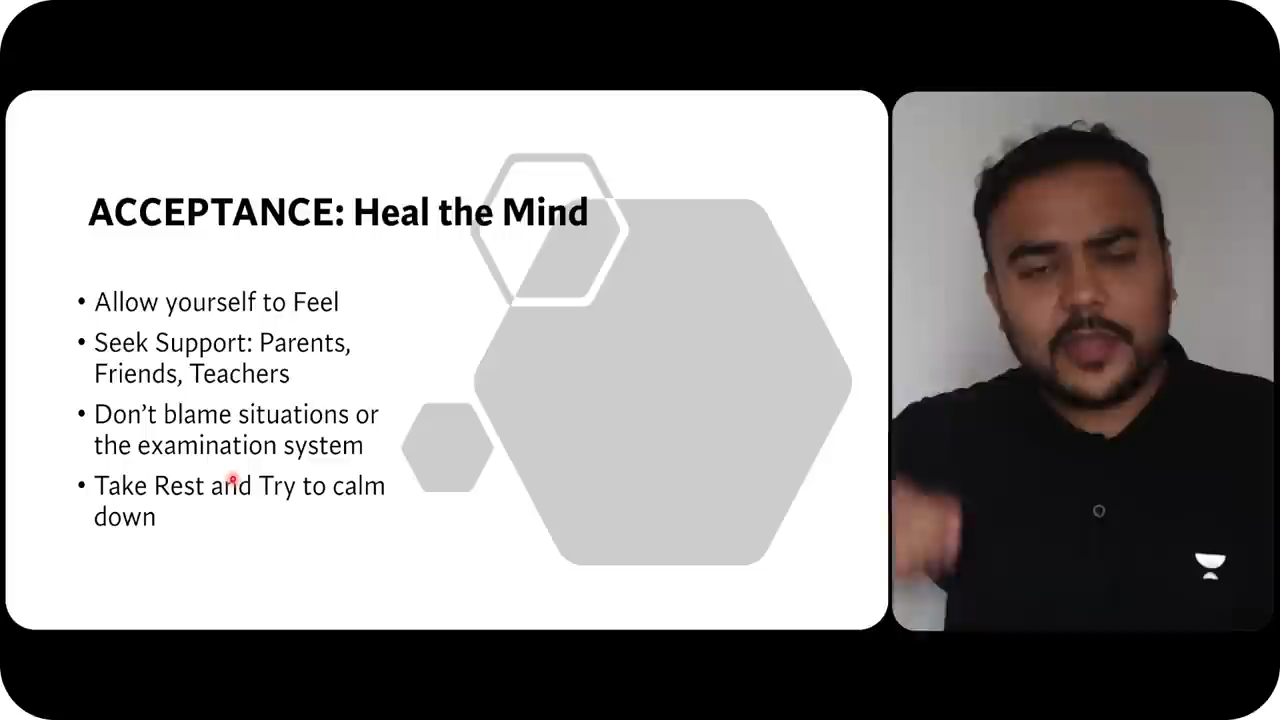 ACCEPTANCE: Heal the Mind
• Allow yourself to Feel
• Seek Support: Parents,
Friends, Teachers
• Don’t blame situations or
the examination system
• Take Rest and Try to calm
down